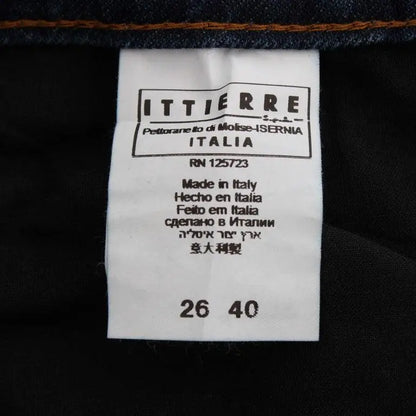 ITTIERRE
S.p.A.
Pettoranello di Molise-ISERNIA
ITALIA
RN 125723
Made in Italy
Hecho en Italia
Feito em Italia
сделано в Италии
ארץ יצור איטליה
意大利製
26 40